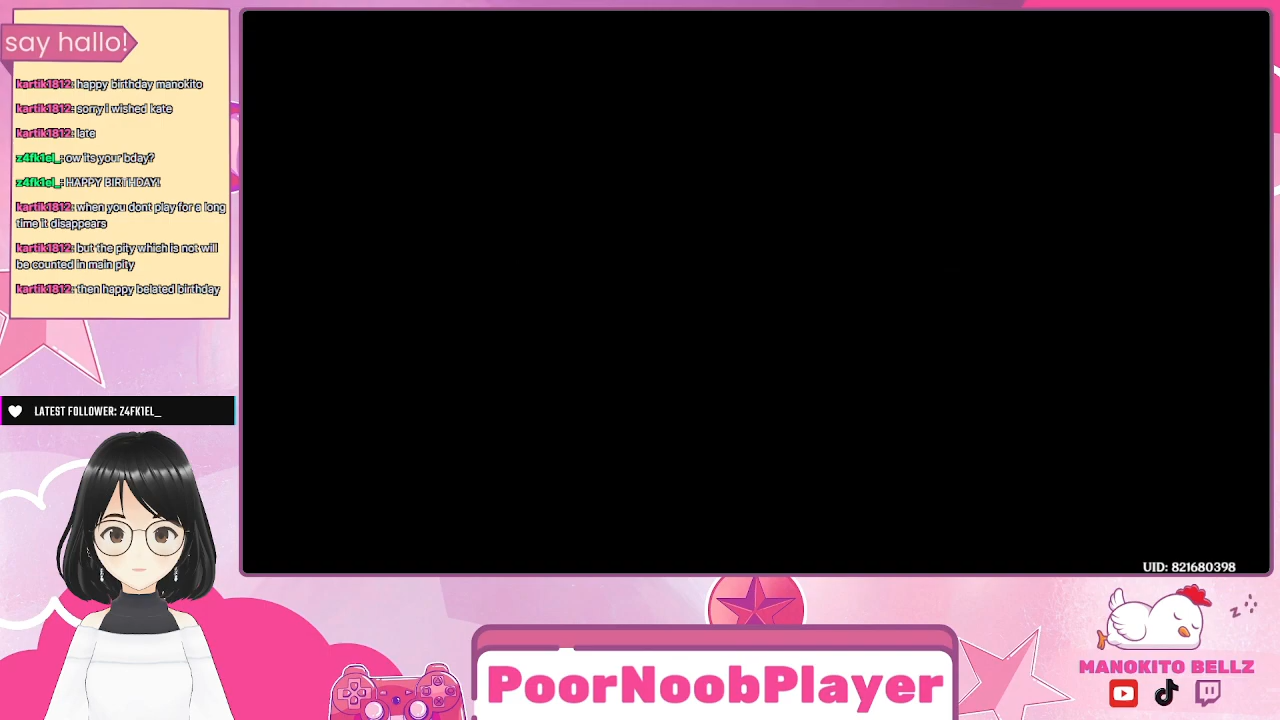 say hallo!
kartik1812: happy birthday manokito
kartik1812: sorry i wished kate
kartik1812: late
z4fk1el_: ow its your bday?
z4fk1el_: HAPPY BIRTHDAY!
kartik1812: when you dont play for a long
time it disappears
kartik1812: but the pity which is not will
be counted in main pity
kartik1812: then happy belated birthday
LATEST FOLLOWER: Z4FK1EL_
UID: 821680398
PoorNoobPlayer
z
MANOKITO BELLZ